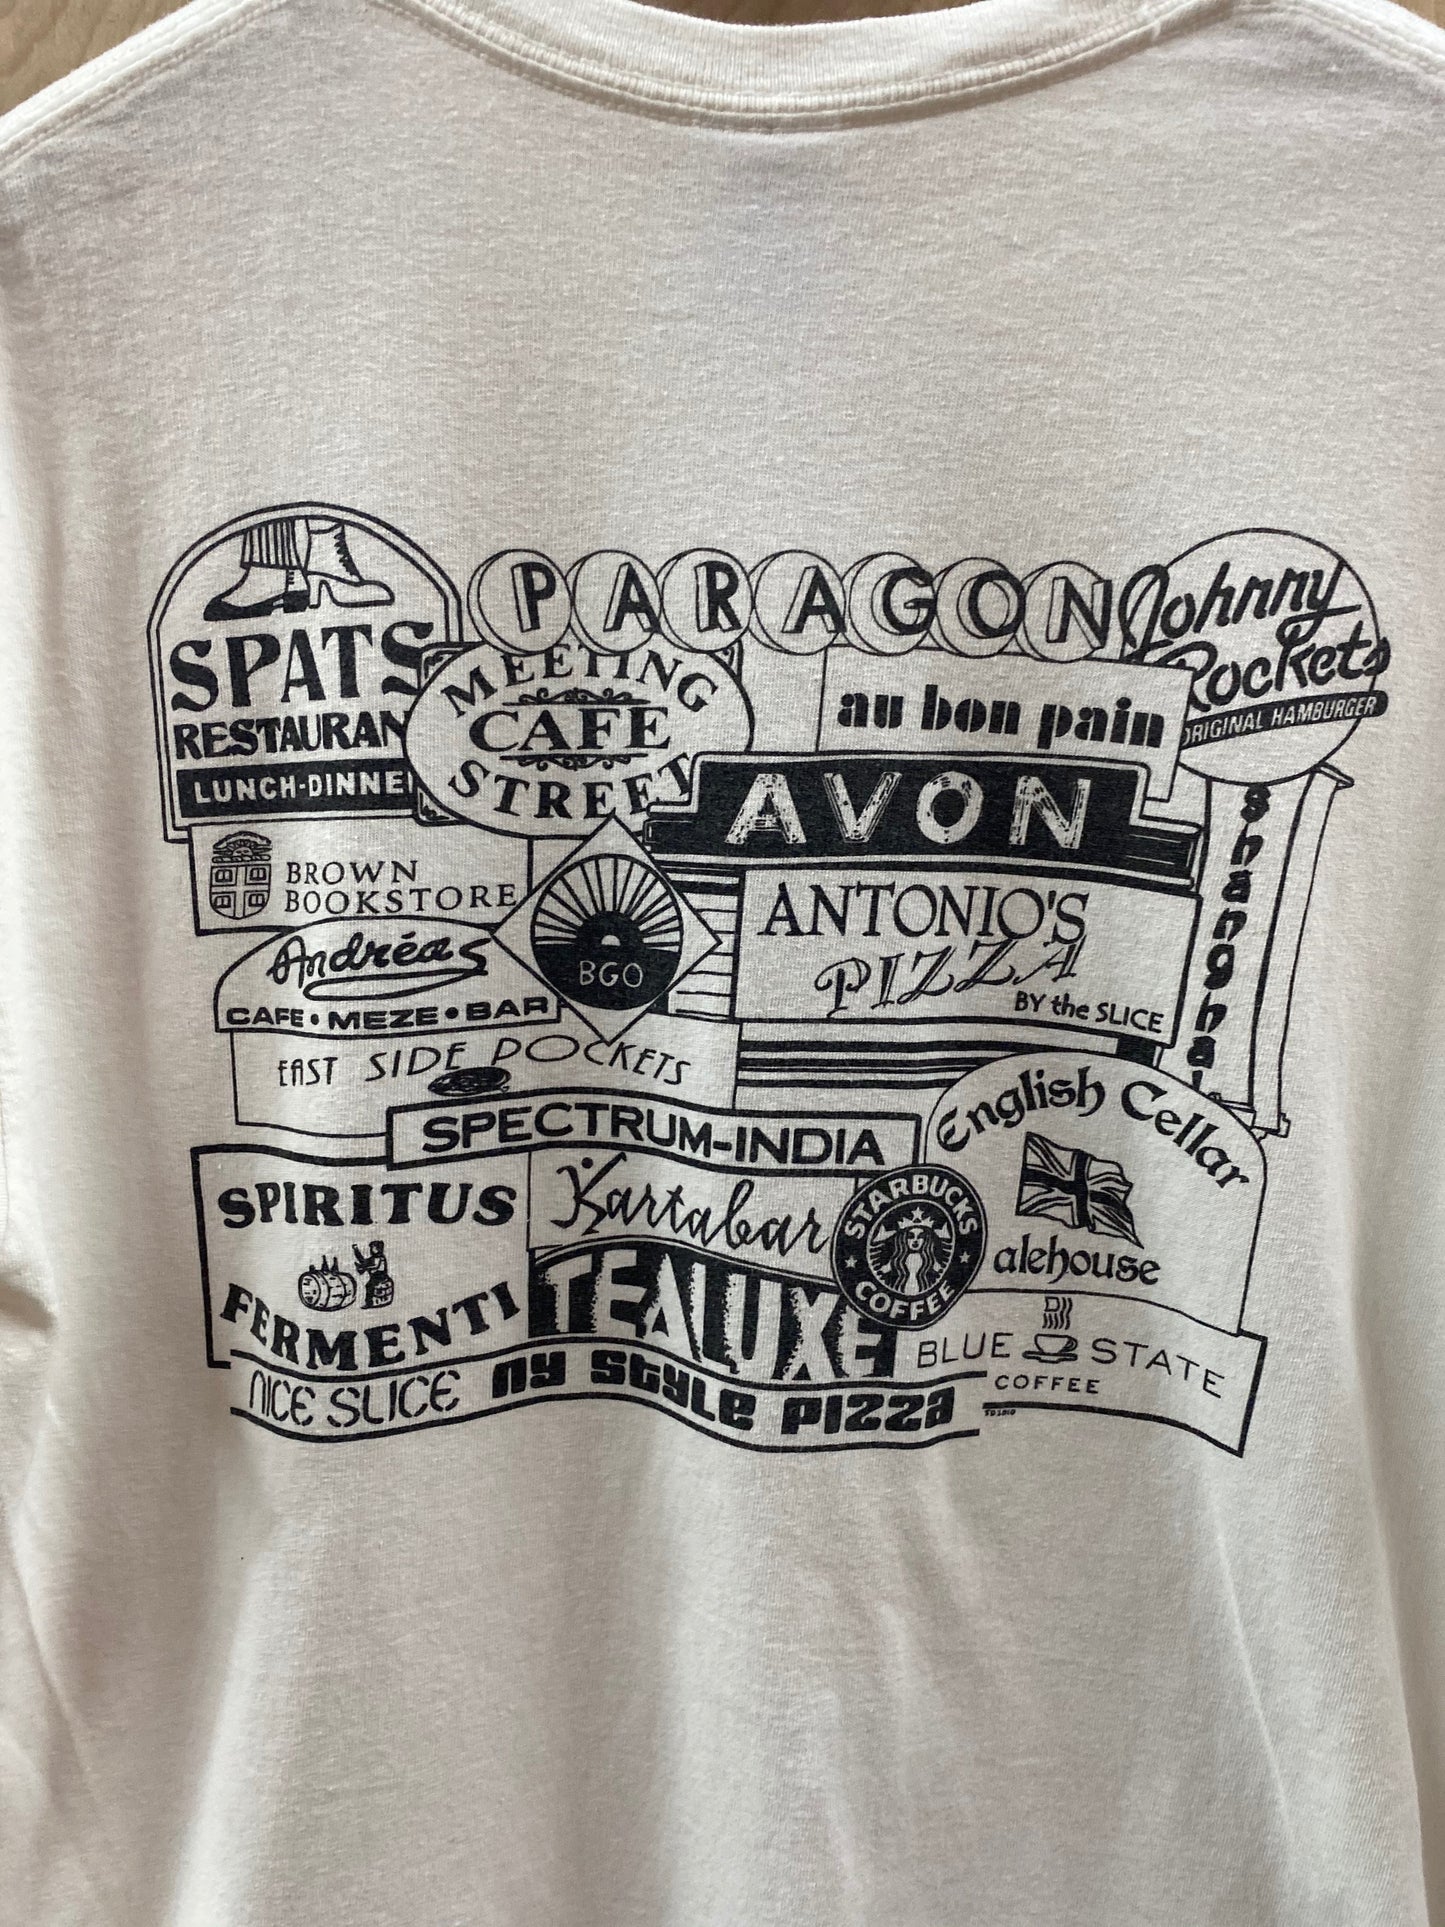 SPATS
RESTAURAN
LUNCH-DINNE
PARAGON
MEETING
CAFE
STREET
Johnny
Rockets
ORIGINAL HAMBURGER
au bon pain
AVON
shanghai
BROWN
BOOKSTORE
BGO
ANTONIO'S
PIZZA
BY the SLICE
Andréas
CAFE • MEZE • BAR
EAST SIDE POCKETS
SPECTRUM-INDIA
English Cellar
alehouse
SPIRITUS
FERMENTI
Kartabar
STARBUCKS
COFFEE
TEALUXE
BLUE STATE
COFFEE
NICE SLICE NY STYLE PIZZA